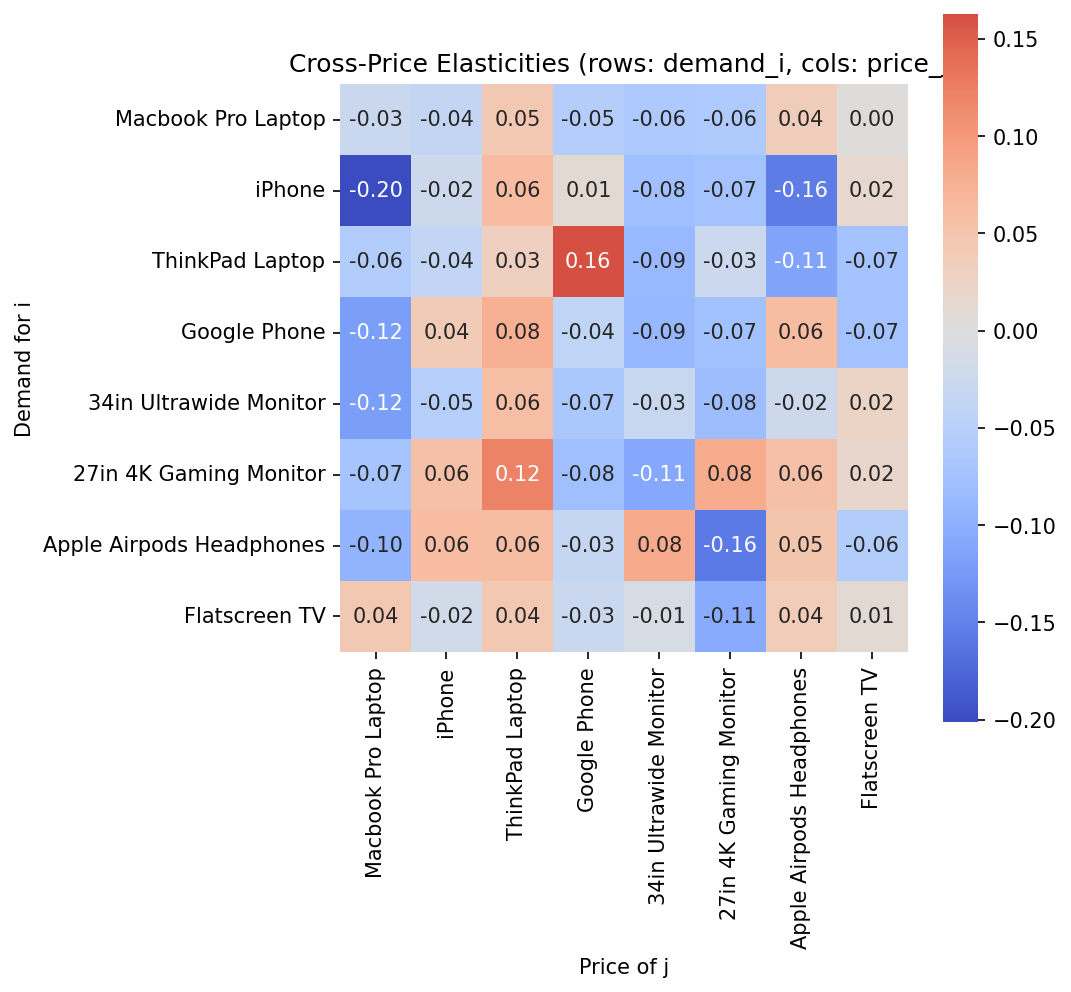 Cross-Price Elasticities (rows: demand_i, cols: price_
Demand for i
Macbook Pro Laptop -0.03 -0.04 0.05 -0.05 -0.06 -0.06 0.04 0.00
iPhone -0.20 -0.02 0.06 0.01 -0.08 -0.07 -0.16 0.02
ThinkPad Laptop -0.06 -0.04 0.03 0.16 -0.09 -0.03 -0.11 -0.07
Google Phone -0.12 0.04 0.08 -0.04 -0.09 -0.07 0.06 -0.07
34in Ultrawide Monitor -0.12 -0.05 0.06 -0.07 -0.03 -0.08 -0.02 0.02
27in 4K Gaming Monitor -0.07 0.06 0.12 -0.08 -0.11 0.08 0.06 0.02
Apple Airpods Headphones -0.10 0.06 0.06 -0.03 0.08 -0.16 0.05 -0.06
Flatscreen TV 0.04 -0.02 0.04 -0.03 -0.01 -0.11 0.04 0.01
Macbook Pro Laptop
iPhone
ThinkPad Laptop
Google Phone
34in Ultrawide Monitor
27in 4K Gaming Monitor
Apple Airpods Headphones
Flatscreen TV
Price of j
0.15
0.10
0.05
0.00
−0.05
−0.10
−0.15
−0.20